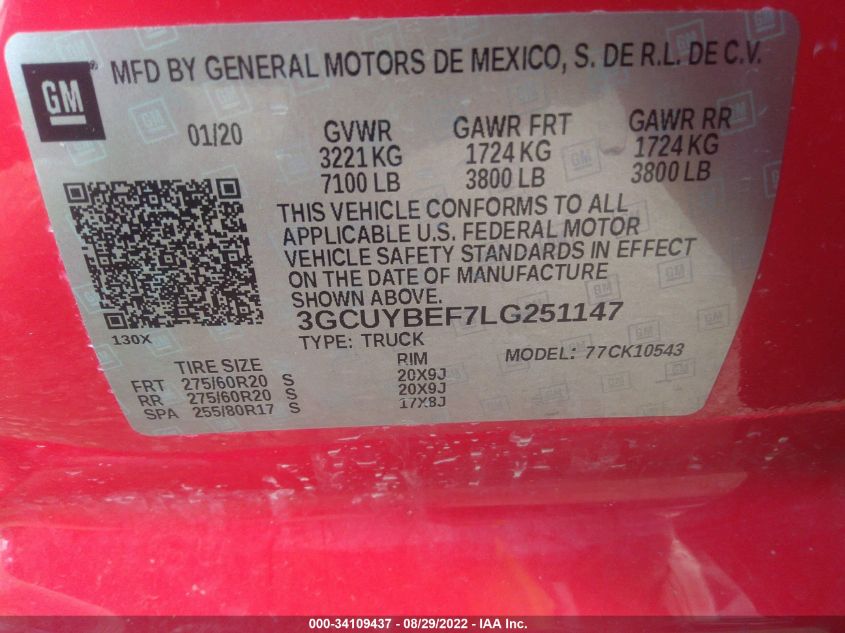 GM
MFD BY GENERAL MOTORS DE MEXICO, S. DE R.L. DE C.V.
01/20 GVWR GAWR FRT GAWR RR
3221 KG 1724 KG 1724 KG
7100 LB 3800 LB 3800 LB
THIS VEHICLE CONFORMS TO ALL
APPLICABLE U.S. FEDERAL MOTOR
VEHICLE SAFETY STANDARDS IN EFFECT
ON THE DATE OF MANUFACTURE
SHOWN ABOVE.
130X
3GCUYBEF7LG251147
TYPE: TRUCK MODEL: 77CK10543
TIRE SIZE RIM
FRT 275/60R20 S 20X9J
RR 275/60R20 S 20X9J
SPA 255/80R17 S 17X8J
000-34109437 - 08/29/2022 - IAA Inc.